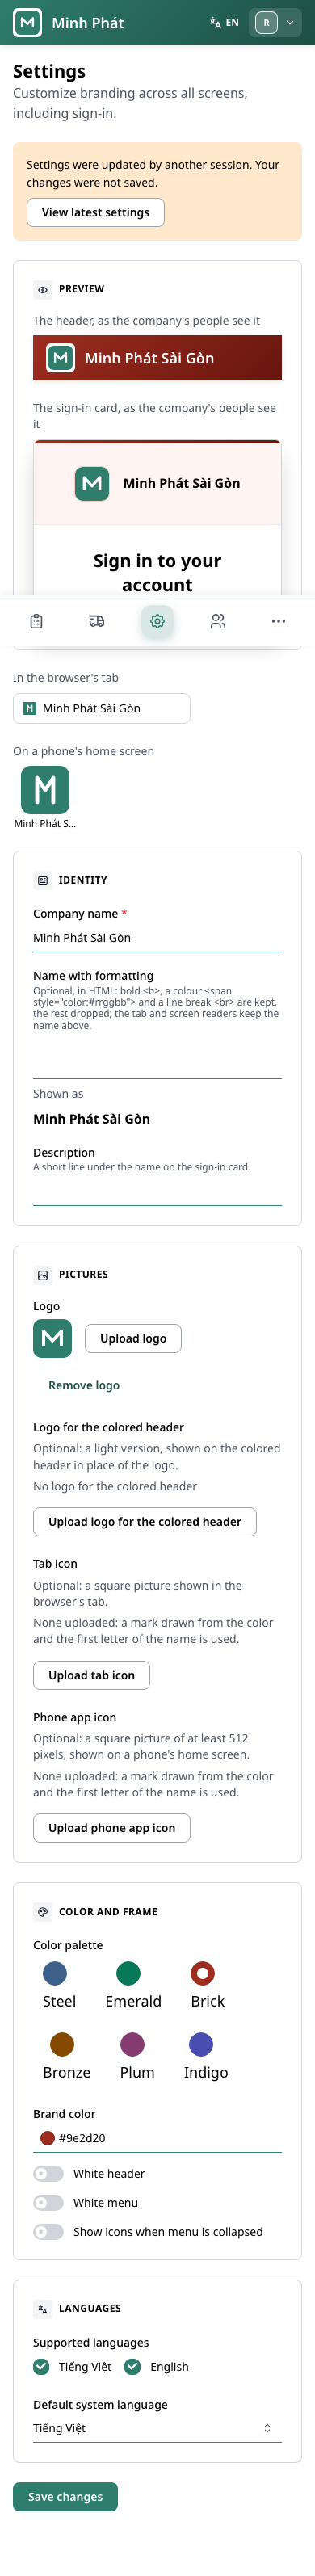 Minh Phát
EN
R
Settings
Customize branding across all screens,
including sign-in.
Settings were updated by another session. Your
changes were not saved.
View latest settings
PREVIEW
The header, as the company's people see it
Minh Phát Sài Gòn
The sign-in card, as the company's people see
it
Minh Phát Sài Gòn
Sign in to your
account
In the browser's tab
Minh Phát Sài Gòn
On a phone's home screen
Minh Phát S...
IDENTITY
Company name *
Minh Phát Sài Gòn
Name with formatting
Optional, in HTML: bold <b>, a colour <span
style="color:#rrggbb"> and a line break <br> are kept,
the rest dropped; the tab and screen readers keep the
name above.
Shown as
Minh Phát Sài Gòn
Description
A short line under the name on the sign-in card.
PICTURES
Logo
Upload logo
Remove logo
Logo for the colored header
Optional: a light version, shown on the colored
header in place of the logo.
No logo for the colored header
Upload logo for the colored header
Tab icon
Optional: a square picture shown in the
browser's tab.
None uploaded: a mark drawn from the color
and the first letter of the name is used.
Upload tab icon
Phone app icon
Optional: a square picture of at least 512
pixels, shown on a phone's home screen.
None uploaded: a mark drawn from the color
and the first letter of the name is used.
Upload phone app icon
COLOR AND FRAME
Color palette
Steel Emerald Brick
Bronze Plum Indigo
Brand color
#9e2d20
White header
White menu
Show icons when menu is collapsed
LANGUAGES
Supported languages
Tiếng Việt English
Default system language
Tiếng Việt
Save changes